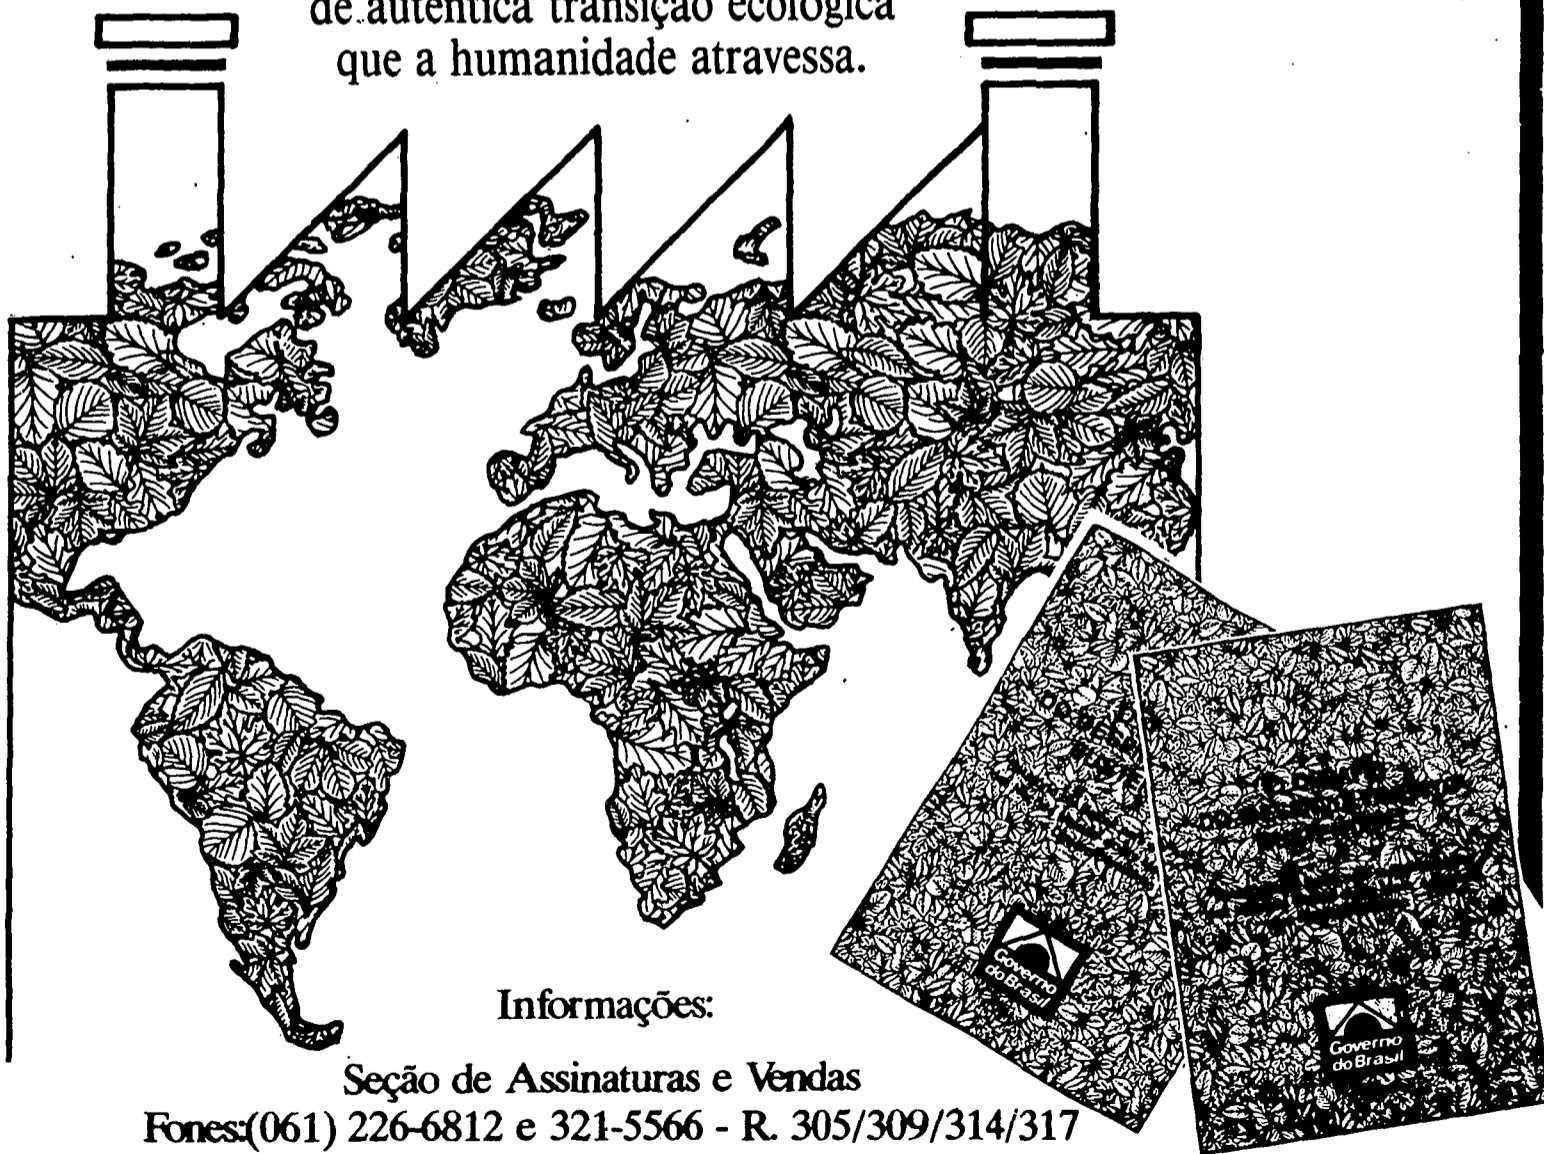 de autêntica transição ecológica
que a humanidade atravessa.
Governo
do Brasil
Governo
do Brasil
Informações:
Seção de Assinaturas e Vendas
Fones:(061) 226-6812 e 321-5566 - R. 305/309/314/317